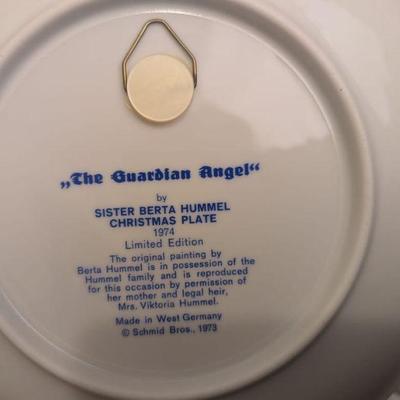 „The Guardian Angel“
by
SISTER BERTA HUMMEL
CHRISTMAS PLATE
1974
Limited Edition
The original painting by
Berta Hummel is in possession of the
Hummel family and is reproduced
for this occasion by permission of
her mother and legal heir,
Mrs. Viktoria Hummel.
Made in West Germany
© Schmid Bros., 1973